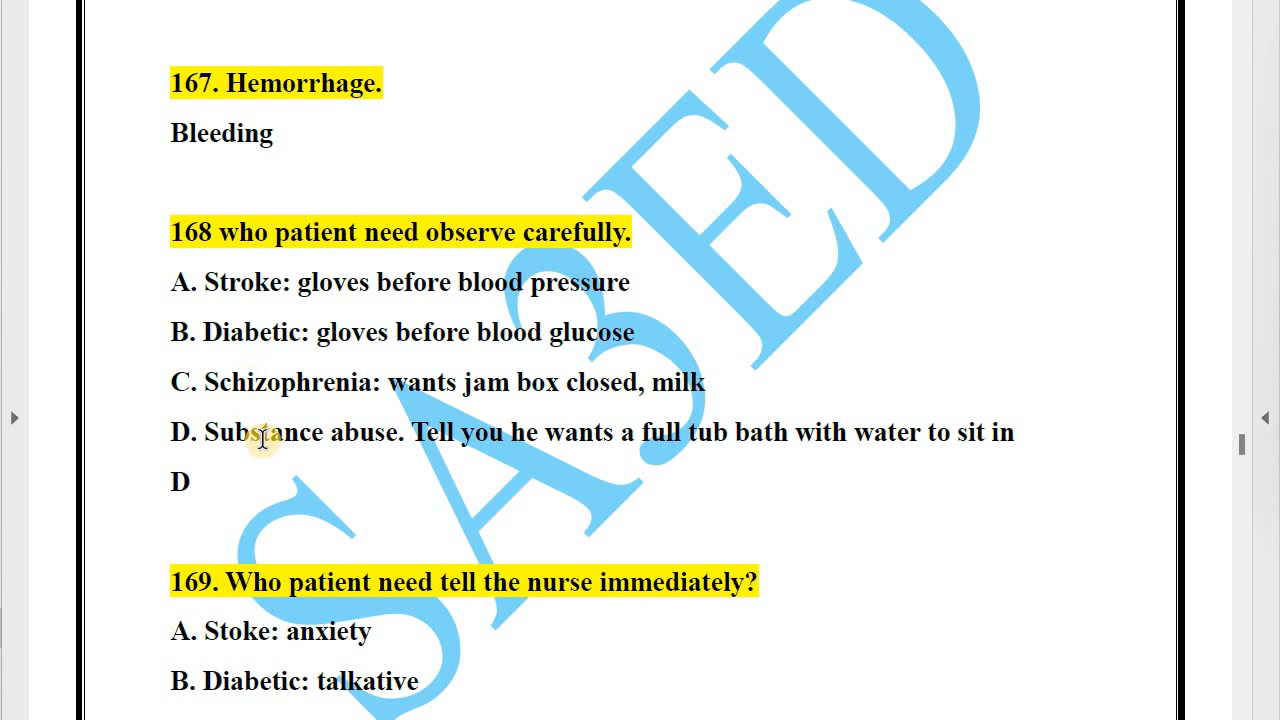 167. Hemorrhage.
Bleeding
168 who patient need observe carefully.
A. Stroke: gloves before blood pressure
B. Diabetic: gloves before blood glucose
C. Schizophrenia: wants jam box closed, milk
D. Substance abuse. Tell you he wants a full tub bath with water to sit in
D
169. Who patient need tell the nurse immediately?
A. Stoke: anxiety
B. Diabetic: talkative
SA3ED